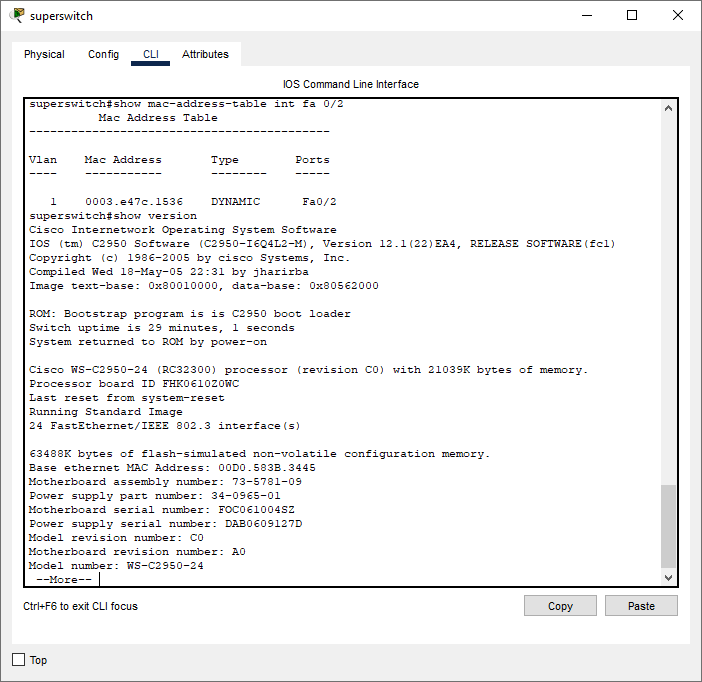 superswitch
Physical Config CLI Attributes
IOS Command Line Interface
superswitch#show mac-address-table int fa 0/2
Mac Address Table
-------------------------------------------
Vlan Mac Address Type Ports
---- ----------- -------- -----
1 0003.e47c.1536 DYNAMIC Fa0/2
superswitch#show version
Cisco Internetwork Operating System Software
IOS (tm) C2950 Software (C2950-I6Q4L2-M), Version 12.1(22)EA4, RELEASE SOFTWARE(fc1)
Copyright (c) 1986-2005 by cisco Systems, Inc.
Compiled Wed 18-May-05 22:31 by jharirba
Image text-base: 0x80010000, data-base: 0x80562000
ROM: Bootstrap program is is C2950 boot loader
Switch uptime is 29 minutes, 1 seconds
System returned to ROM by power-on
Cisco WS-C2950-24 (RC32300) processor (revision C0) with 21039K bytes of memory.
Processor board ID FHK0610Z0WC
Last reset from system-reset
Running Standard Image
24 FastEthernet/IEEE 802.3 interface(s)
63488K bytes of flash-simulated non-volatile configuration memory.
Base ethernet MAC Address: 00D0.583B.3445
Motherboard assembly number: 73-5781-09
Power supply part number: 34-0965-01
Motherboard serial number: FOC061004SZ
Power supply serial number: DAB0609127D
Model revision number: C0
Motherboard revision number: A0
Model number: WS-C2950-24
--More--
Ctrl+F6 to exit CLI focus
Copy Paste
Top